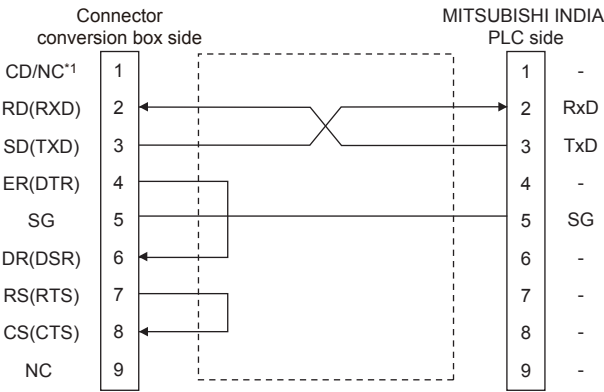 Connector
conversion box side
MITSUBISHI INDIA
PLC side
CD/NC*1 1 1 -
RD(RXD) 2 2 RxD
SD(TXD) 3 3 TxD
ER(DTR) 4 4 -
SG 5 5 SG
DR(DSR) 6 6 -
RS(RTS) 7 7 -
CS(CTS) 8 8 -
NC 9 9 -